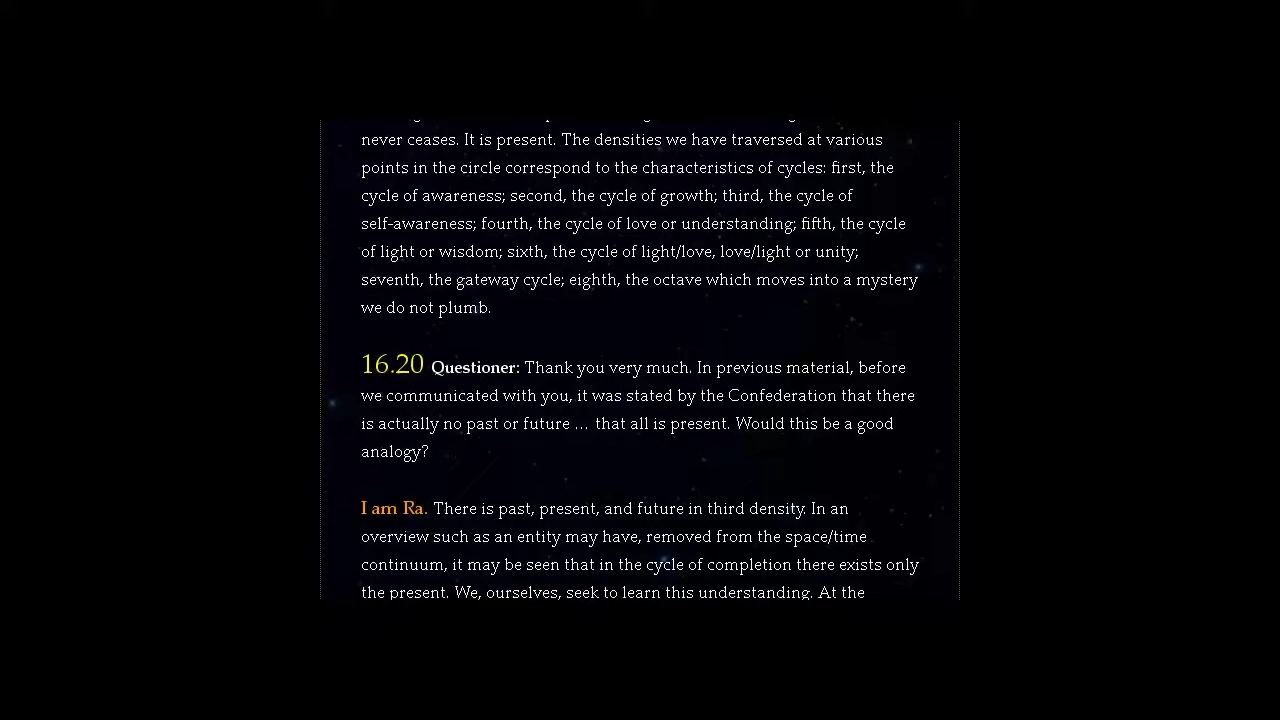 never ceases. It is present. The densities we have traversed at various
points in the circle correspond to the characteristics of cycles: first, the
cycle of awareness; second, the cycle of growth; third, the cycle of
self-awareness; fourth, the cycle of love or understanding; fifth, the cycle
of light or wisdom; sixth, the cycle of light/love, love/light or unity;
seventh, the gateway cycle; eighth, the octave which moves into a mystery
we do not plumb.
16.20 Questioner: Thank you very much. In previous material, before
we communicated with you, it was stated by the Confederation that there
is actually no past or future … that all is present. Would this be a good
analogy?
I am Ra. There is past, present, and future in third density. In an
overview such as an entity may have, removed from the space/time
continuum, it may be seen that in the cycle of completion there exists only
the present. We, ourselves, seek to learn this understanding. At the